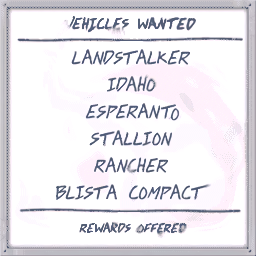 VEHICLES WANTED
LANDSTALKER
IDAHO
ESPERANTO
STALLION
RANCHER
BLISTA COMPACT
REWARDS OFFERED